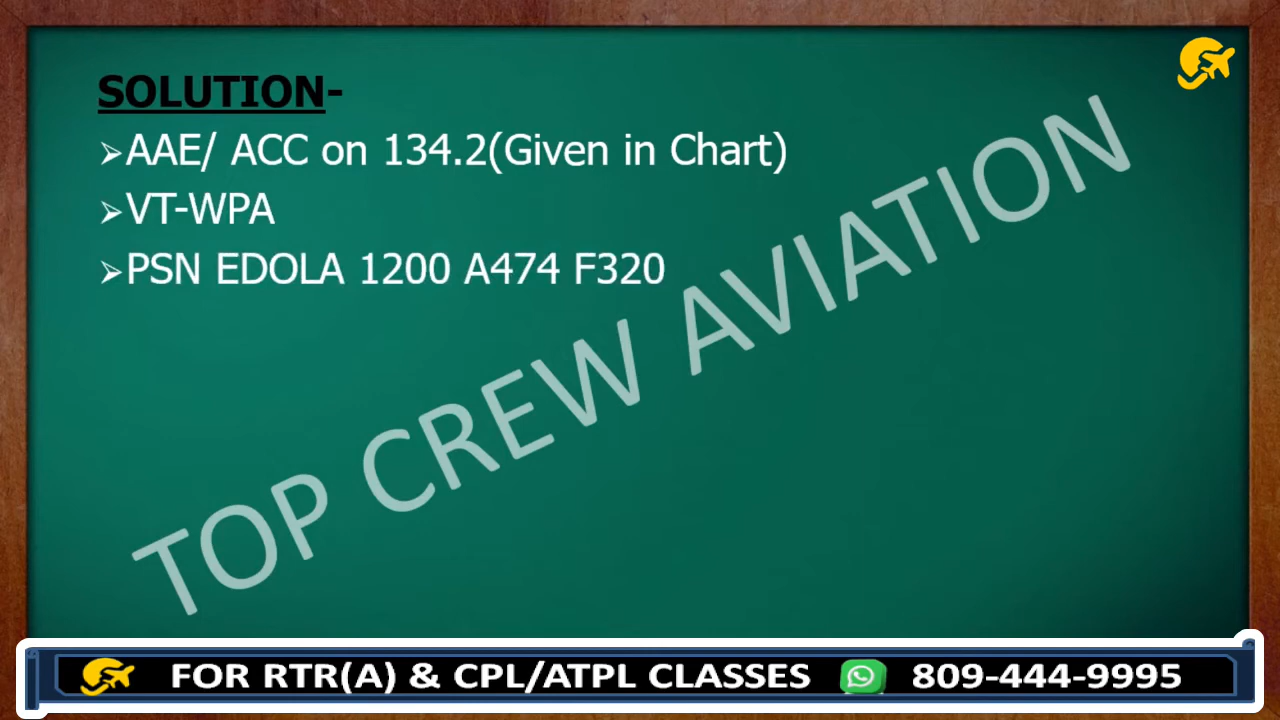 SOLUTION-
➢AAE/ ACC on 134.2(Given in Chart)
➢VT-WPA
➢PSN EDOLA 1200 A474 F320
TOP CREW AVIATION
FOR RTR(A) & CPL/ATPL CLASSES 809-444-9995